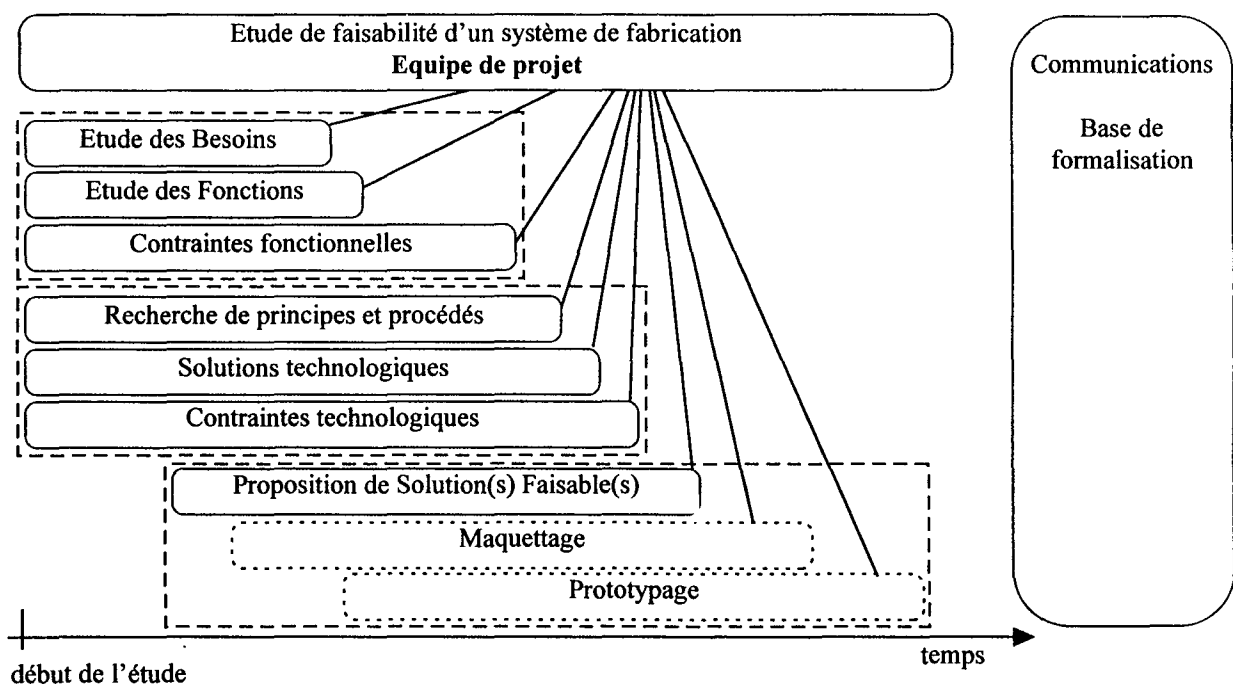 Etude de faisabilité d'un système de fabrication
Equipe de projet
Communications
Base de
formalisation
Etude des Besoins
Etude des Fonctions
Contraintes fonctionnelles
Recherche de principes et procédés
Solutions technologiques
Contraintes technologiques
Proposition de Solution(s) Faisable(s)
Maquettage
Prototypage
temps
début de l'étude